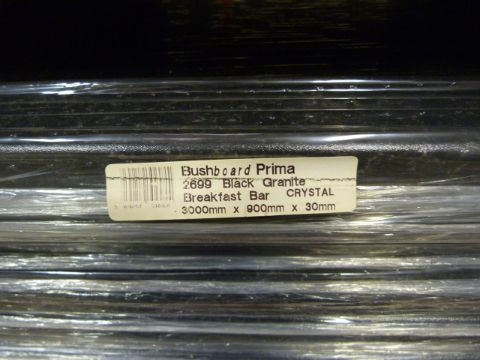 Bushboard Prima
2699 Black Granite
Breakfast Bar CRYSTAL
3000mm x 900mm x 30mm